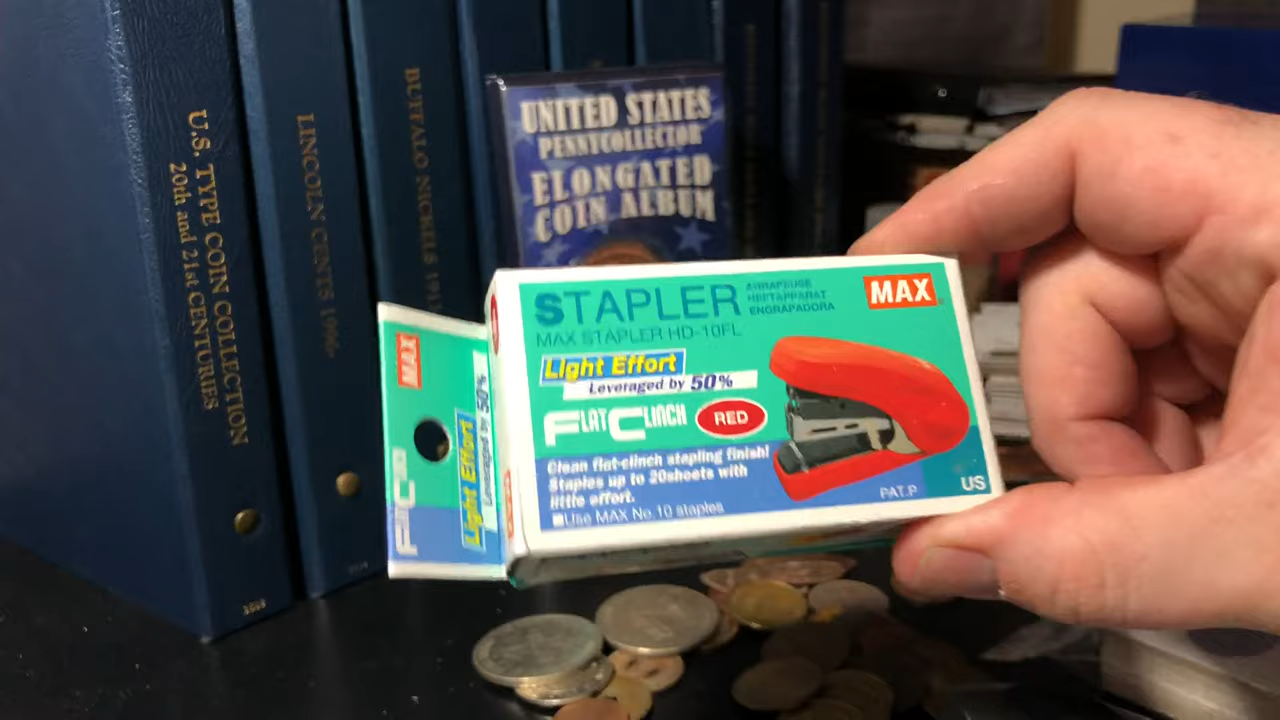 U.S. TYPE COIN COLLECTION
20th and 21st CENTURIES
LINCOLN CENTS 1996-
BUFFALO NICKELS
UNITED STATES
PENNYCOLLECTOR
ELONGATED
COIN ALBUM
MAX
FLAT CL
Light Effort
Leveraged by 50%
STAPLER
AGRAFEUSE
HEFTAPPARAT
ENGRAPADORA
MAX
MAX STAPLER HD-10FL
Light Effort
Leveraged by 50%
FLAT CLINCH
RED
Clean flat-clinch stapling finish!
Staples up to 20sheets with
little effort.
■Use MAX No.10 staples
PAT.P
US